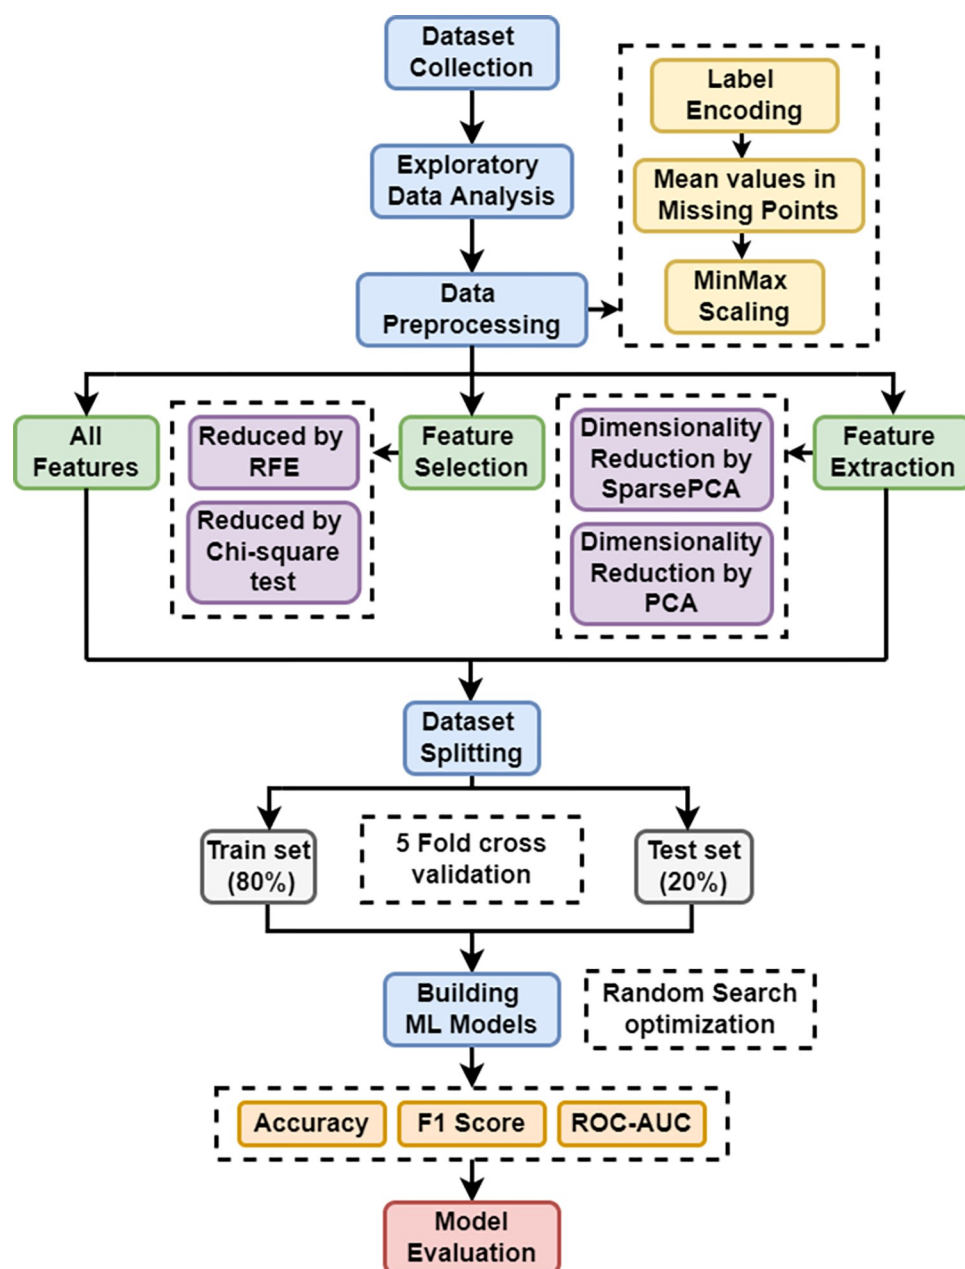 Dataset
Collection
Label
Encoding
Exploratory
Data Analysis
Mean values in
Missing Points
Data
Preprocessing
MinMax
Scaling
All
Features
Reduced by
RFE
Reduced by
Chi-square
test
Feature
Selection
Dimensionality
Reduction by
SparsePCA
Dimensionality
Reduction by
PCA
Feature
Extraction
Dataset
Splitting
Train set
(80%)
5 Fold cross
validation
Test set
(20%)
Building
ML Models
Random Search
optimization
Accuracy
F1 Score
ROC-AUC
Model
Evaluation